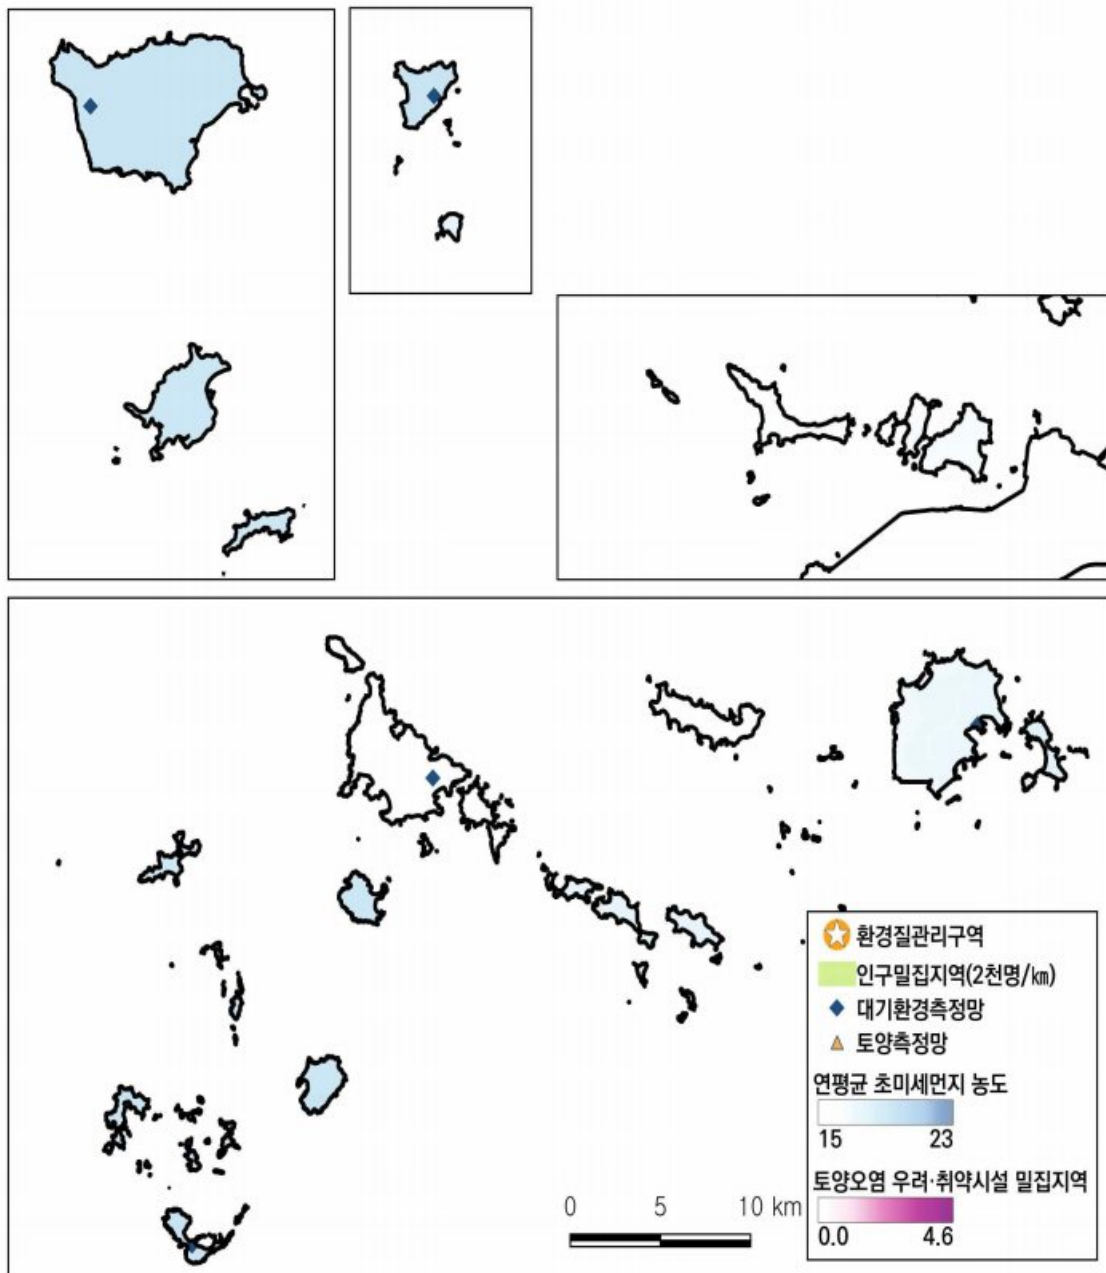 환경질관리구역
인구밀집지역(2천명/㎢)
대기환경측정망
토양측정망
연평균 초미세먼지 농도
15 23
토양오염 우려·취약시설 밀집지역
0.0 4.6
0 5 10 km